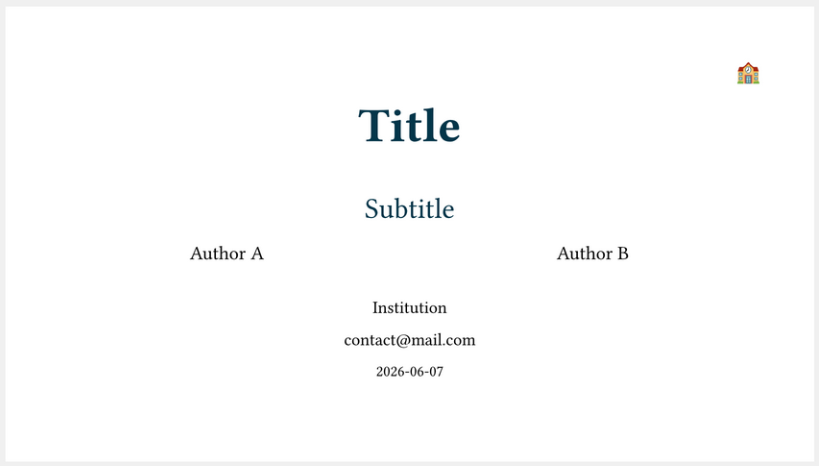 Title
Subtitle
Author A Author B
Institution
contact@mail.com
2026-06-07